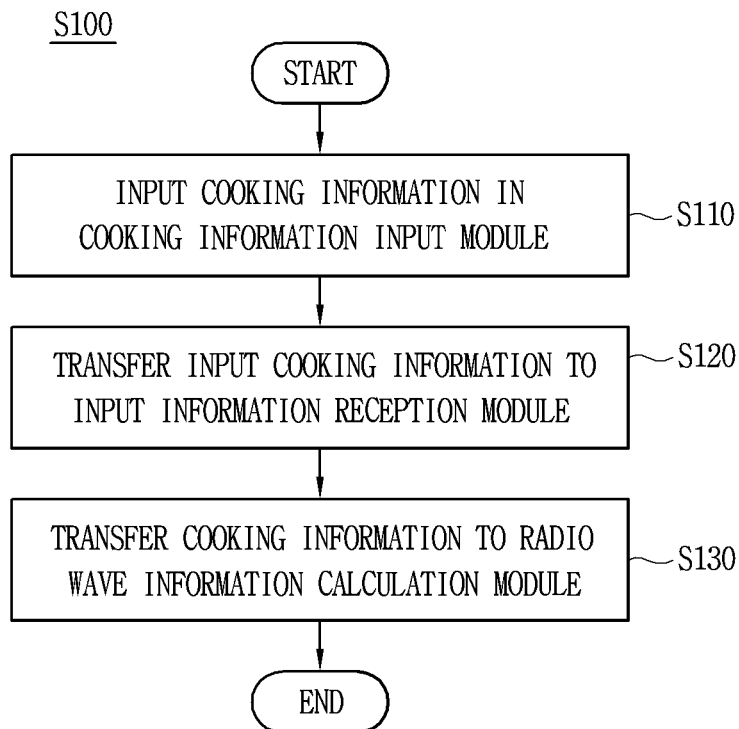 S100
START
INPUT COOKING INFORMATION IN
COOKING INFORMATION INPUT MODULE
S110
TRANSFER INPUT COOKING INFORMATION TO
INPUT INFORMATION RECEPTION MODULE
S120
TRANSFER COOKING INFORMATION TO RADIO
WAVE INFORMATION CALCULATION MODULE
S130
END